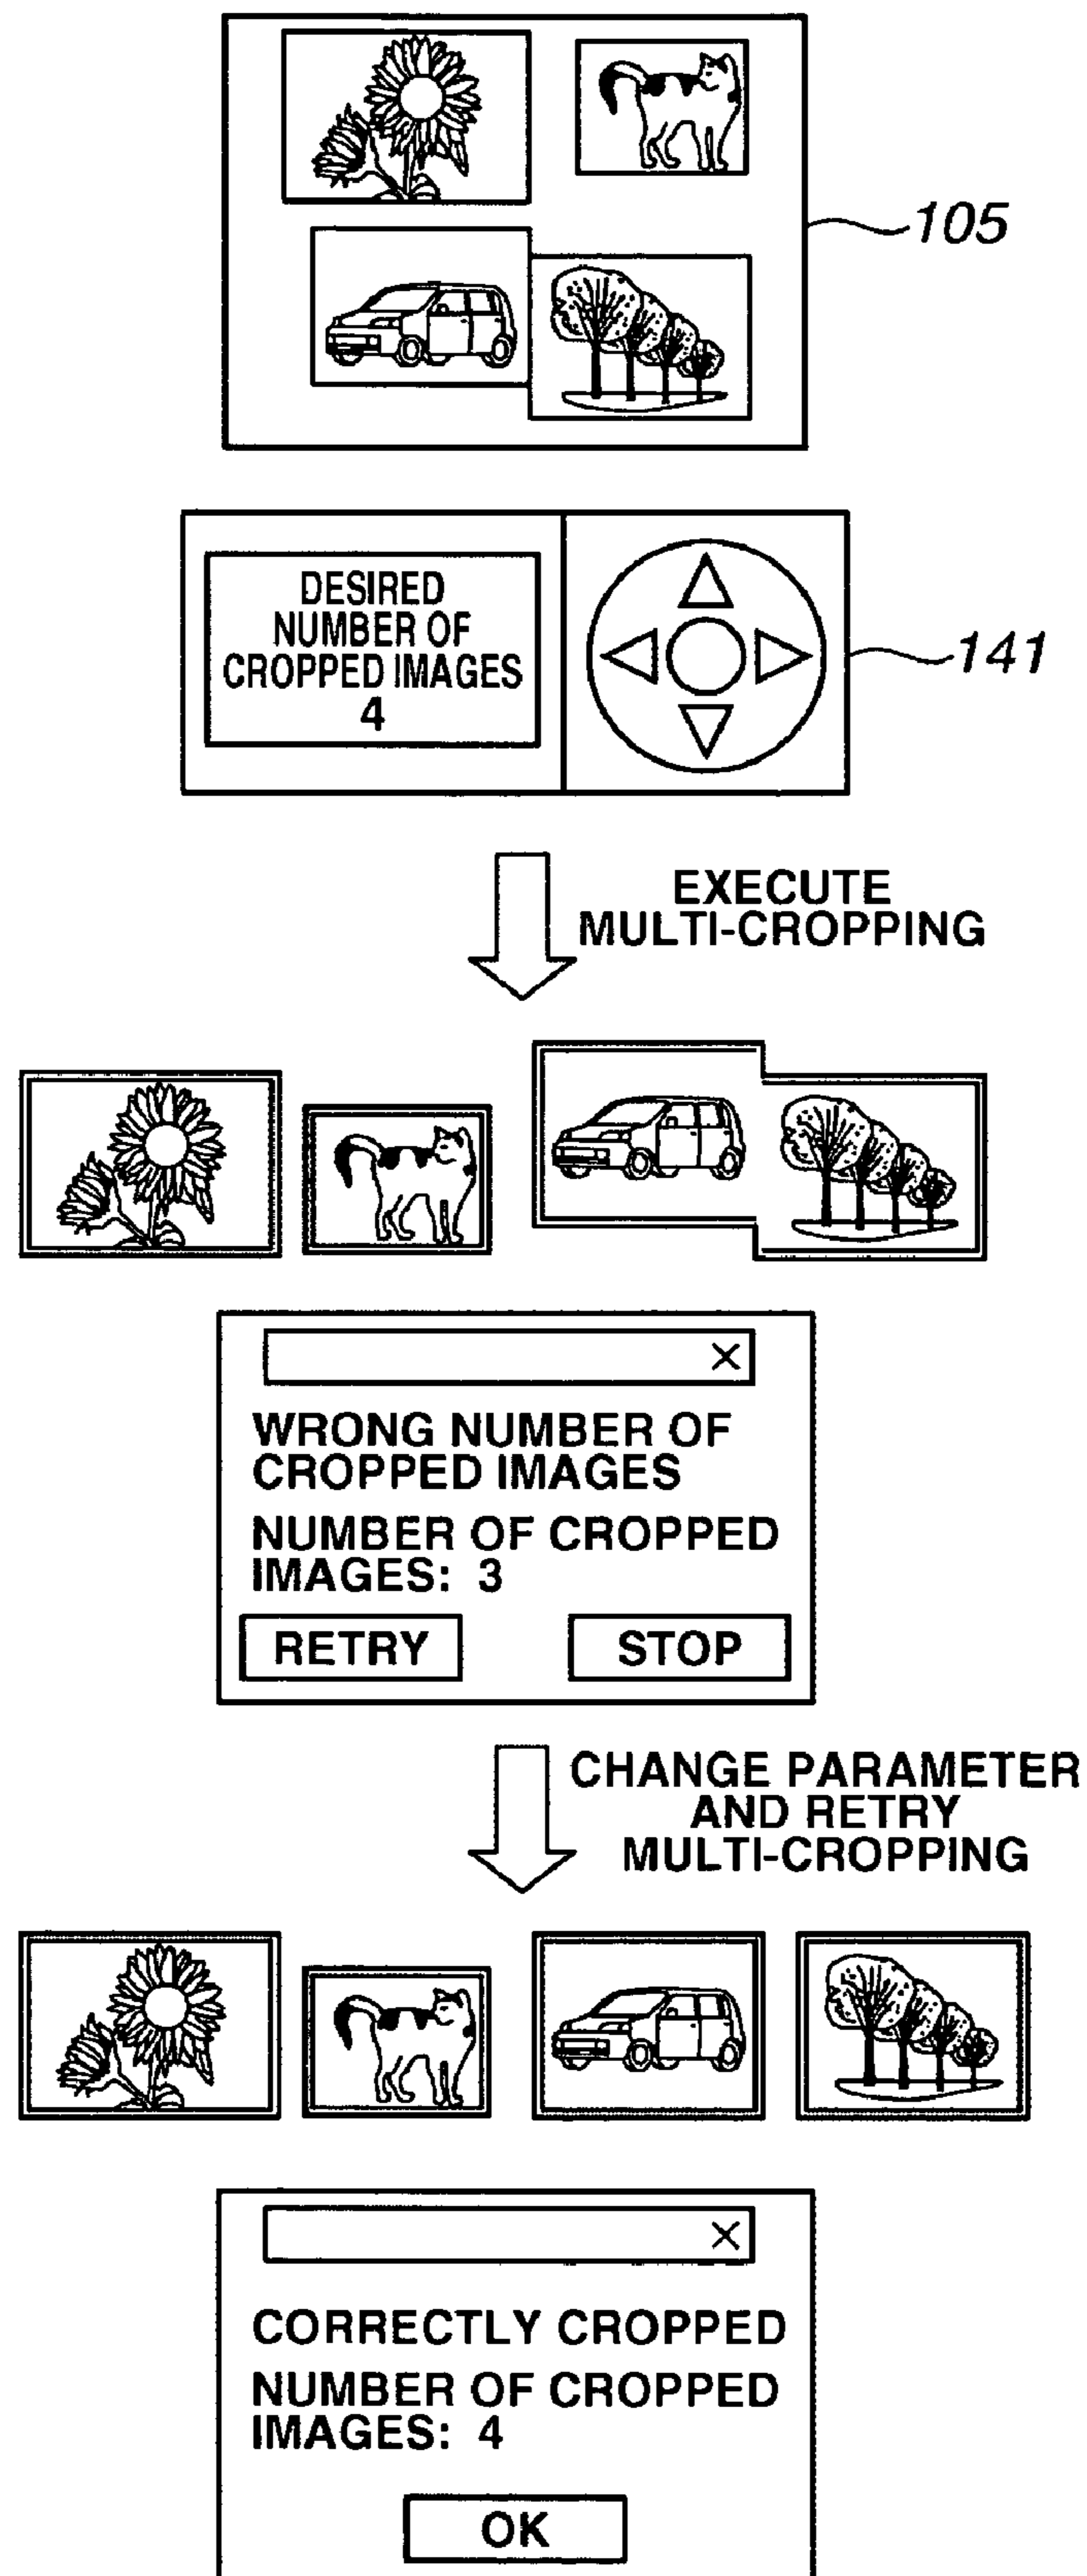 105
DESIRED
NUMBER OF
CROPPED IMAGES
4
141
EXECUTE
MULTI-CROPPING
×
WRONG NUMBER OF
CROPPED IMAGES
NUMBER OF CROPPED
IMAGES: 3
RETRY STOP
CHANGE PARAMETER
AND RETRY
MULTI-CROPPING
×
CORRECTLY CROPPED
NUMBER OF CROPPED
IMAGES: 4
OK